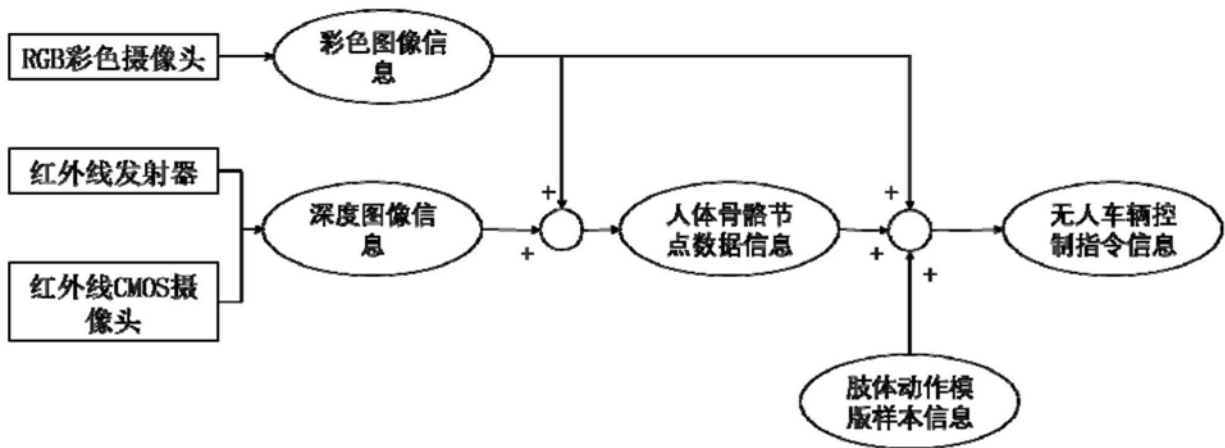 RGB彩色摄像头
彩色图像信
息
红外线发射器
红外线CMOS摄
像头
深度图像信
息
+
+
人体骨骼节
点数据信息
+
+
+
无人车辆控
制指令信息
肢体动作模
版样本信息